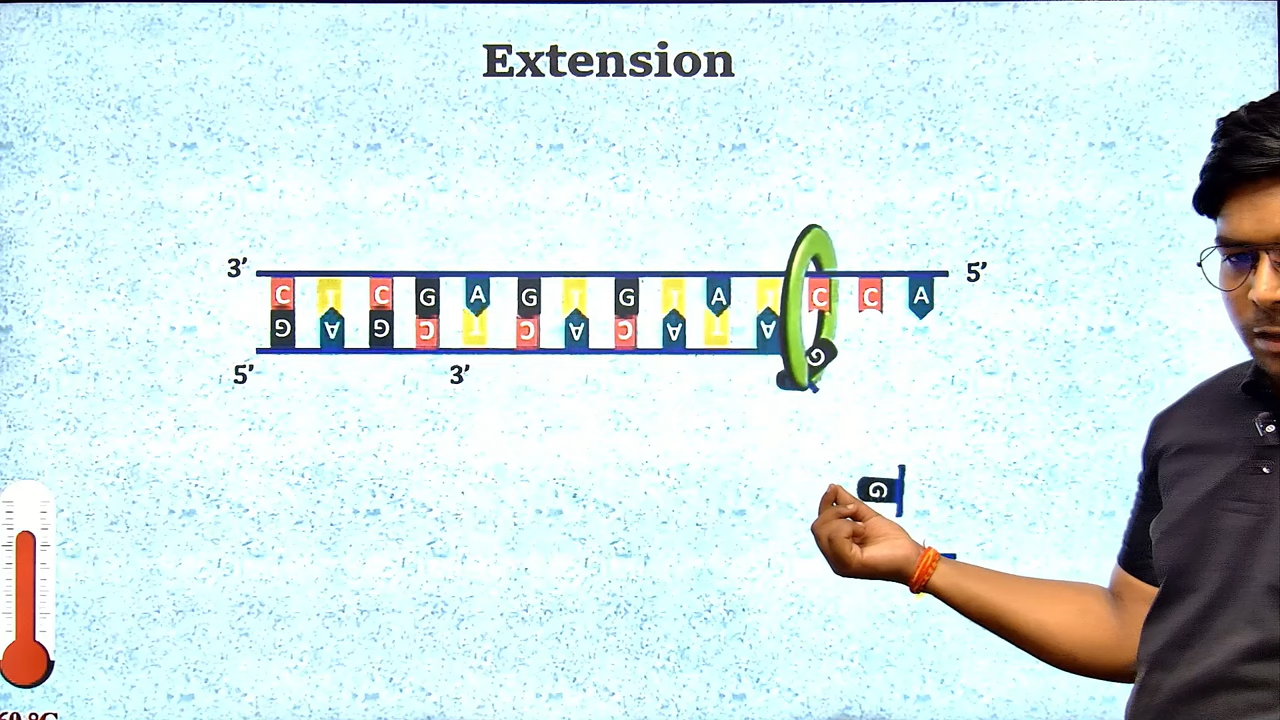 Extension
3’ 5’
C T C G A G T G T A T C C A
G A G C T C A C A T A G
5’ 3’
G